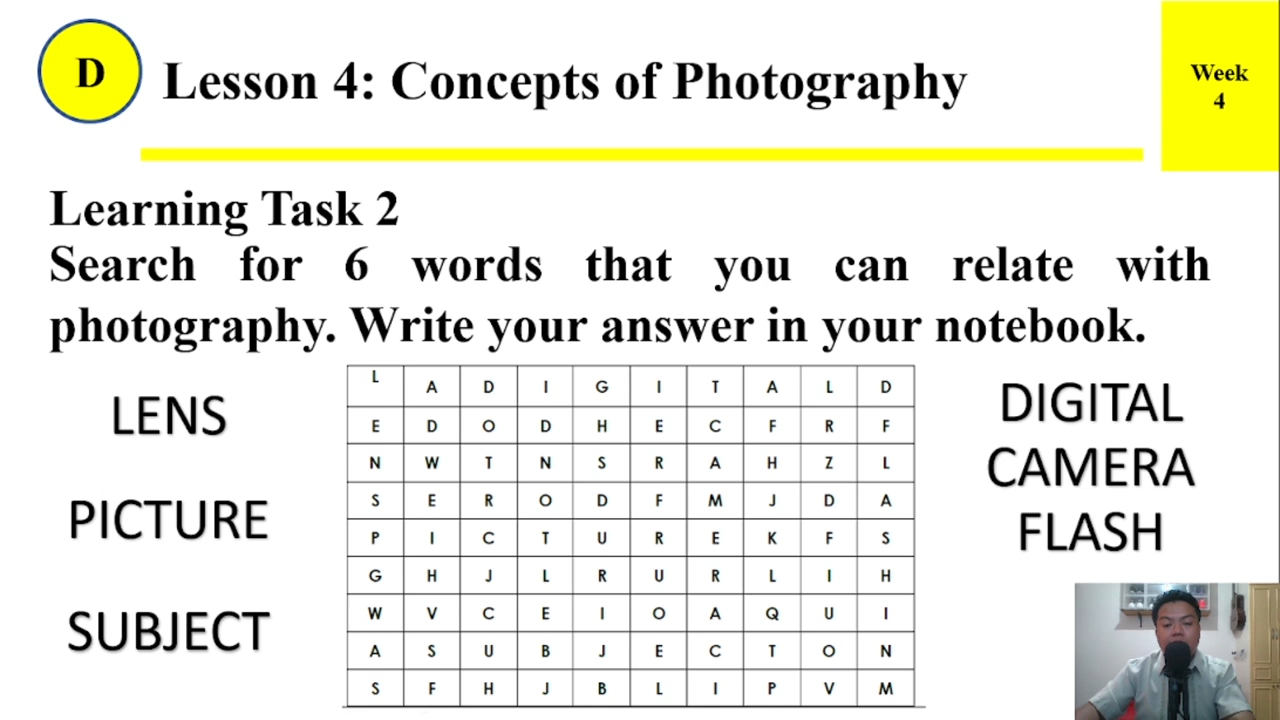 D
Lesson 4: Concepts of Photography
Week
4
Learning Task 2
Search for 6 words that you can relate with
photography. Write your answer in your notebook.
LENS
PICTURE
SUBJECT
L A D I G I T A L D
E D O D H E C F R F
N W T N S R A H Z L
S E R O D F M J D A
P I C T U R E K F S
G H J L R U R L I H
W V C E I O A Q U I
A S U B J E C T O N
S F H J B L I P V M
DIGITAL
CAMERA
FLASH